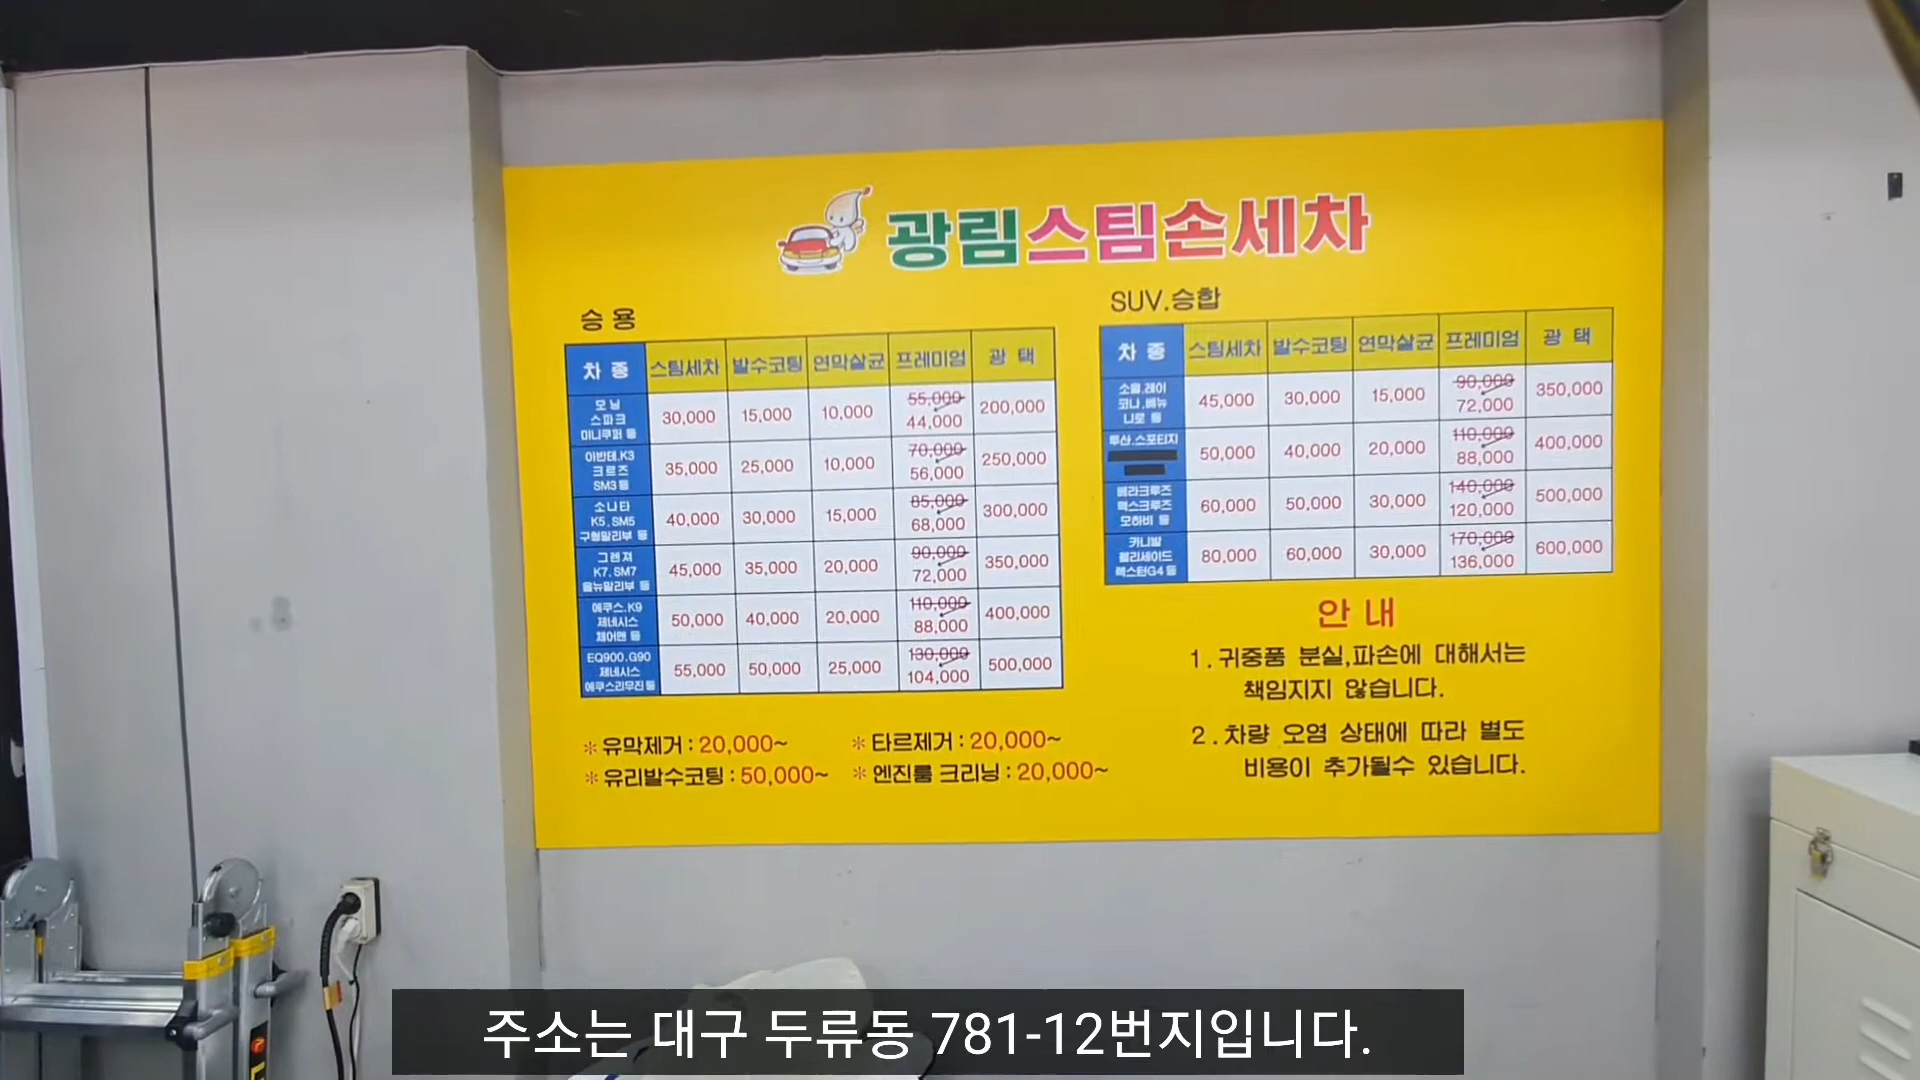 광림스팀손세차
승 용
차 종 스팀세차 발수코팅 연막살균 프레미엄 광 택
모 닝
스파크
미니쿠퍼 등
30,000 15,000 10,000 55,000 44,000 200,000
아반테.K3
크르즈
SM3 등
35,000 25,000 10,000 70,000 56,000 250,000
소나타
K5.SM5
구형말리부 등
40,000 30,000 15,000 85,000 68,000 300,000
그렌져
K7.SM7
올뉴말리부 등
45,000 35,000 20,000 90,000 72,000 350,000
에쿠스.K9
제네시스
체어맨 등
50,000 40,000 20,000 110,000 88,000 400,000
EQ900.G90
제네시스
에쿠스리무진 등
55,000 50,000 25,000 130,000 104,000 500,000
SUV.승합
차 종 스팀세차 발수코팅 연막살균 프레미엄 광 택
소울.레이
코나.베뉴
니로 등
45,000 30,000 15,000 90,000 72,000 350,000
투산.스포티지
50,000 40,000 20,000 110,000 88,000 400,000
베라크루즈
맥스크루즈
모하비 등
60,000 50,000 30,000 140,000 120,000 500,000
카니발
펠리세이드
렉스턴G4 등
80,000 60,000 30,000 170,000 136,000 600,000
안 내
1. 귀중품 분실,파손에 대해서는
책임지지 않습니다.
2. 차량 오염 상태에 따라 별도
비용이 추가될수 있습니다.
※ 유막제거 : 20,000~ ※ 타르제거 : 20,000~
※ 유리발수코팅 : 50,000~ ※ 엔진룸 크리닝 : 20,000~
주소는 대구 두류동 781-12번지입니다.